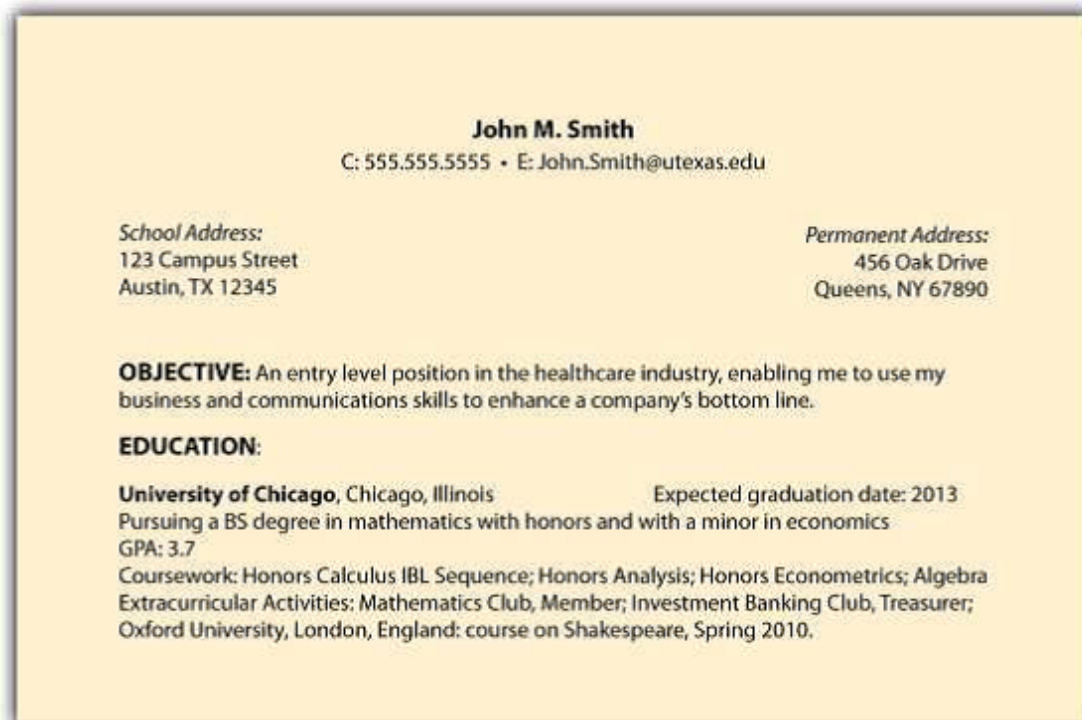 John M. Smith
C: 555.555.5555 • E: John.Smith@utexas.edu
School Address:
123 Campus Street
Austin, TX 12345
Permanent Address:
456 Oak Drive
Queens, NY 67890
OBJECTIVE: An entry level position in the healthcare industry, enabling me to use my
business and communications skills to enhance a company's bottom line.
EDUCATION:
University of Chicago, Chicago, Illinois Expected graduation date: 2013
Pursuing a BS degree in mathematics with honors and with a minor in economics
GPA: 3.7
Coursework: Honors Calculus IBL Sequence; Honors Analysis; Honors Econometrics; Algebra
Extracurricular Activities: Mathematics Club, Member; Investment Banking Club, Treasurer;
Oxford University, London, England: course on Shakespeare, Spring 2010.